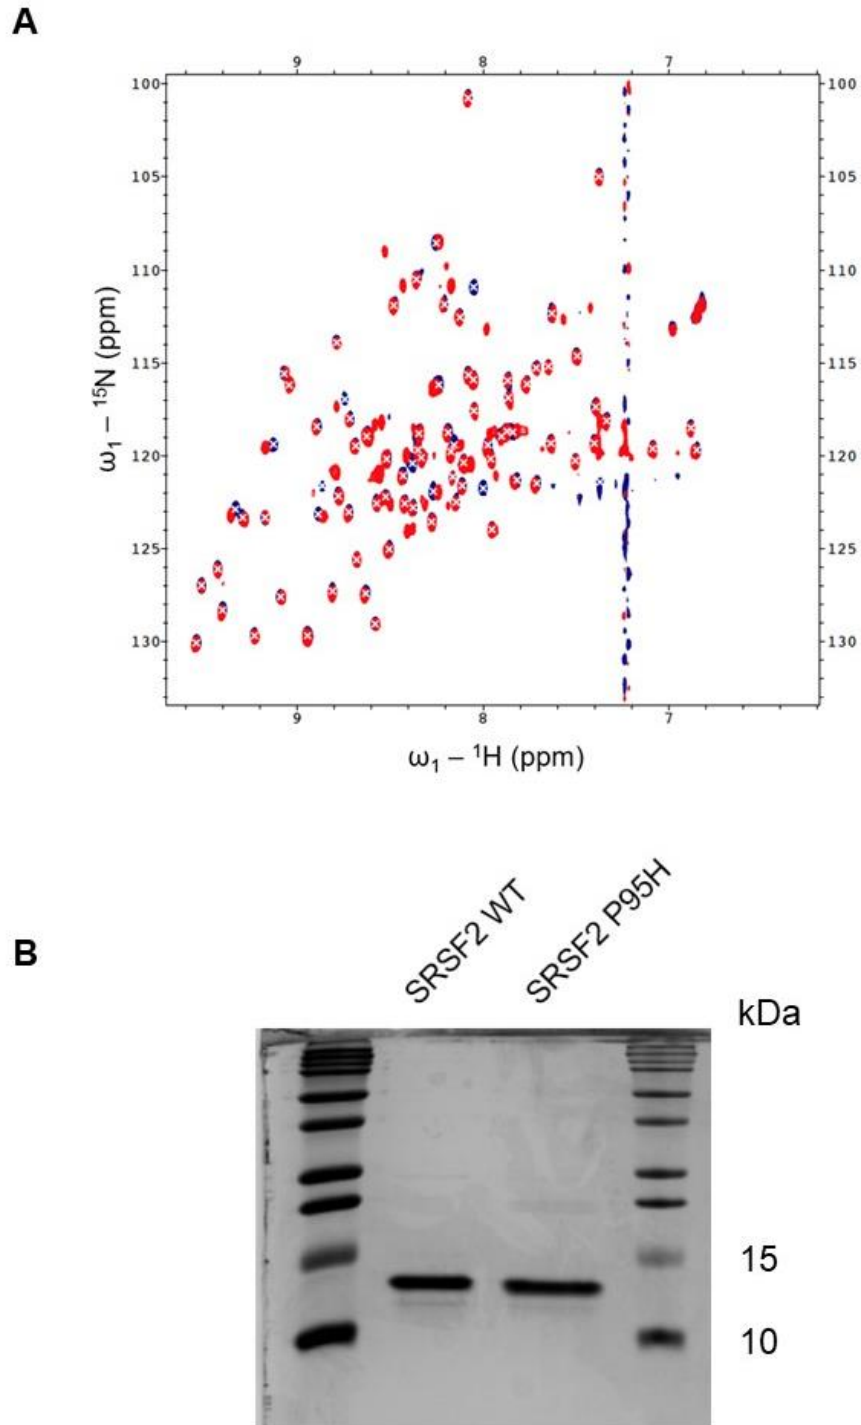 A
9 8 7
100 100
105 105
110 110
115 115
120 120
125 125
130 130
9 8 7
ω₁ – ¹⁵N (ppm)
ω₁ – ¹H (ppm)
B
SRSF2 WT
SRSF2 P95H
kDa
15
10